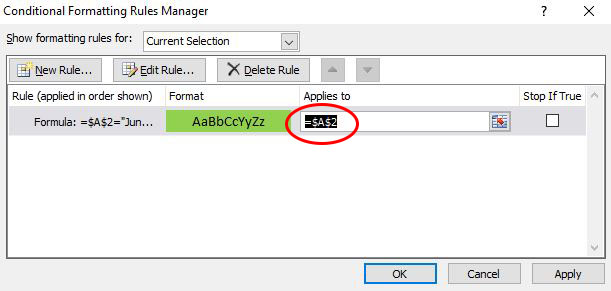 Conditional Formatting Rules Manager ? ×
Show formatting rules for: Current Selection
New Rule... Edit Rule... Delete Rule
Rule (applied in order shown) Format Applies to Stop If True
Formula: =$A$2="Jun... AaBbCcYyZz =$A$2
OK Cancel Apply